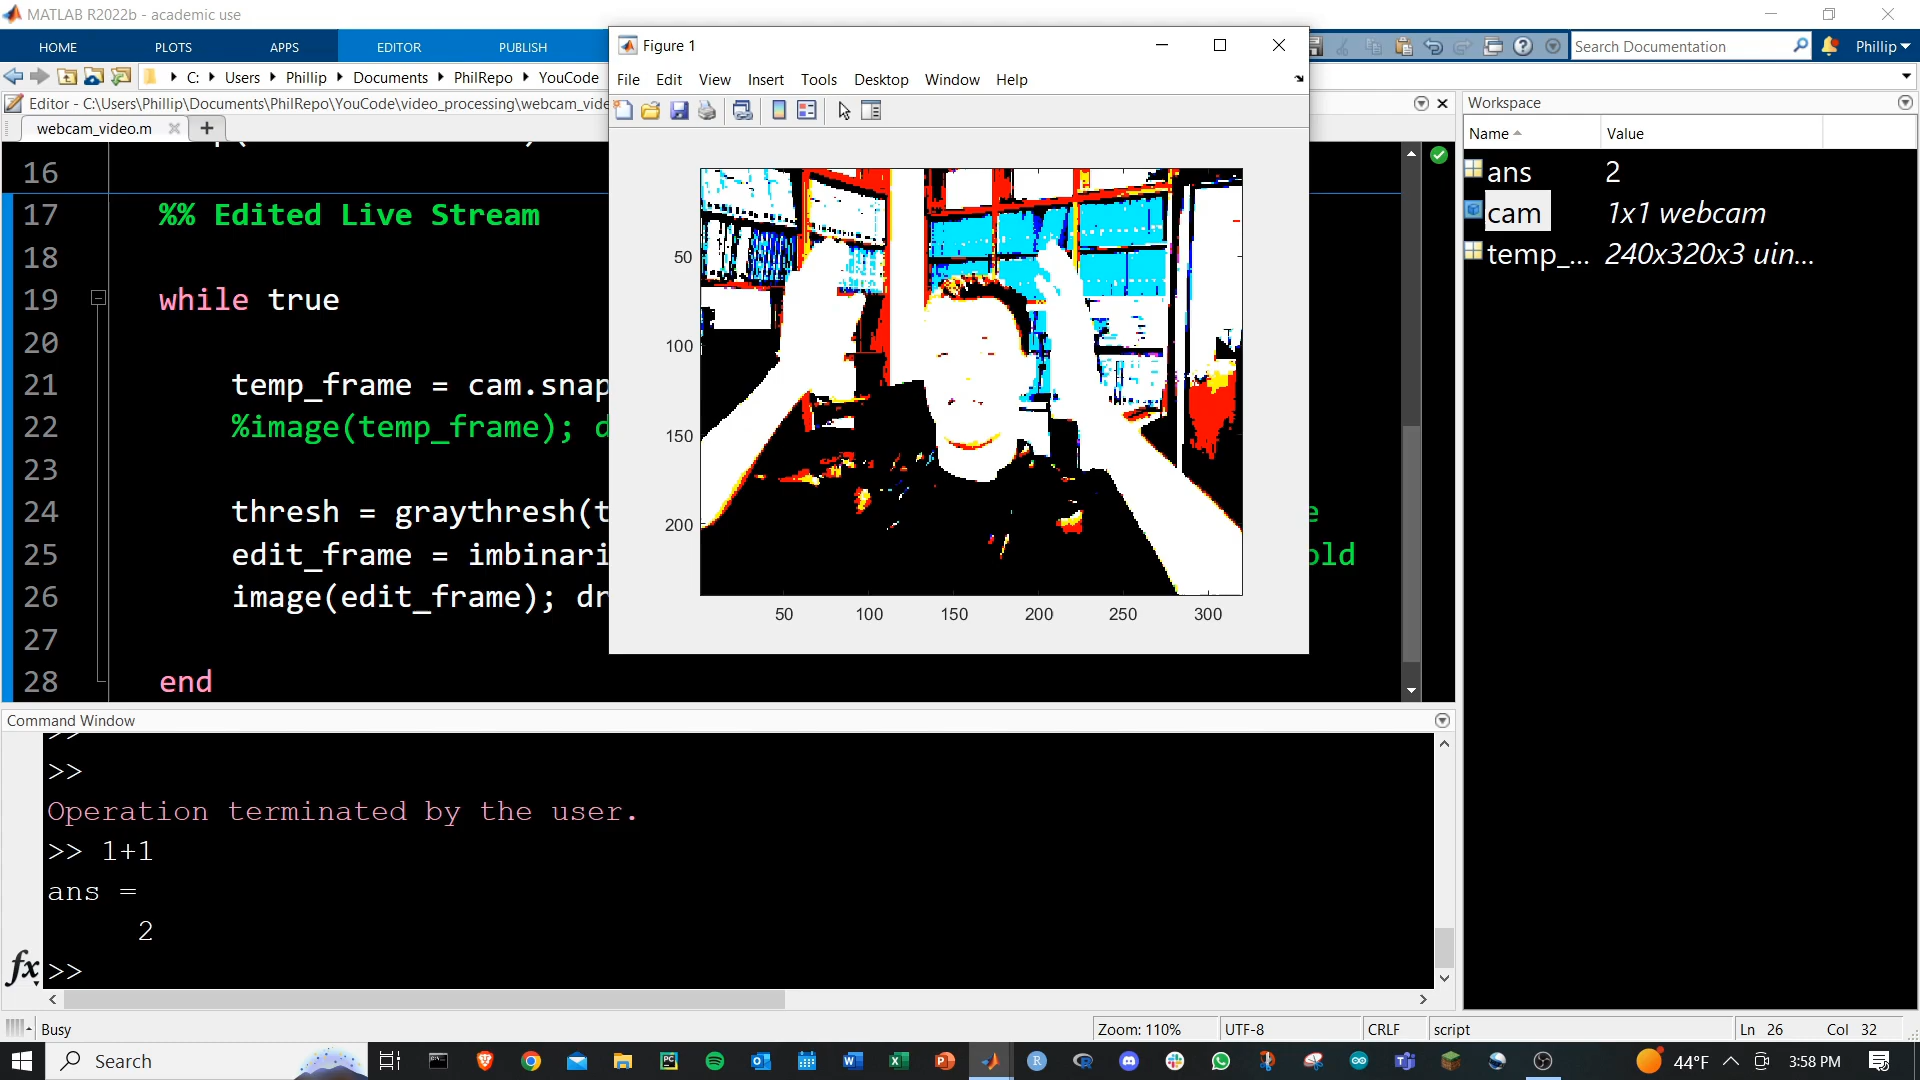 MATLAB R2022b - academic use
HOME PLOTS APPS EDITOR PUBLISH
Search Documentation
Phillip
C: Users Phillip Documents PhilRepo YouCode
Editor - C:\Users\Phillip\Documents\PhilRepo\YouCode\video_processing\webcam_vide
webcam_video.m
16
17 %% Edited Live Stream
18
19 while true
20
21 temp_frame = cam.snap
22 %image(temp_frame); d
23
24 thresh = graythresh(t
25 edit_frame = imbinari
old
26 image(edit_frame); dr
27
28 end
Figure 1
File Edit View Insert Tools Desktop Window Help
50
100
150
200
50 100 150 200 250 300
Workspace
Name Value
ans 2
cam 1x1 webcam
temp_... 240x320x3 uin...
Command Window
>>
>>
Operation terminated by the user.
>> 1+1
ans =
2
fx >>
Busy
Zoom: 110% UTF-8 CRLF script Ln 26 Col 32
Search
44°F 3:58 PM